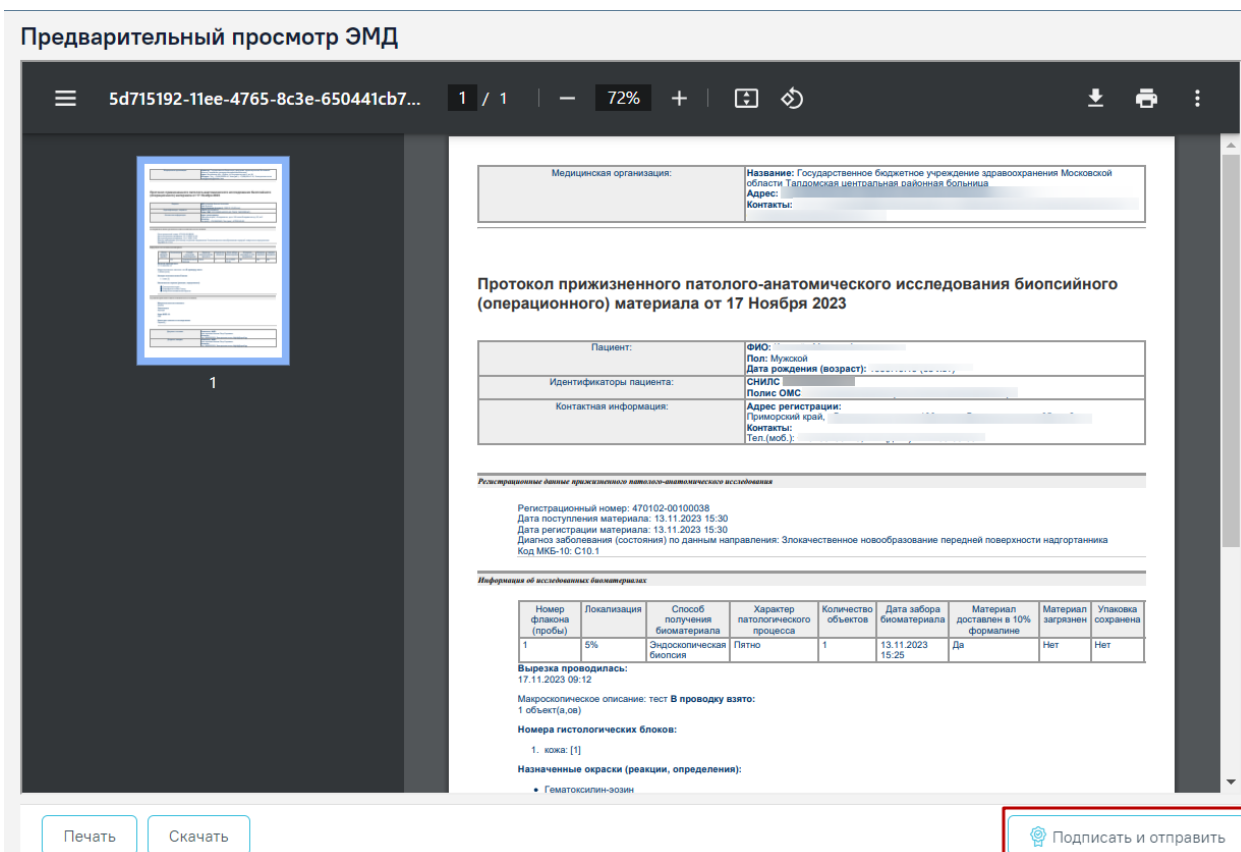 Предварительный просмотр ЭМД
5d715192-11ee-4765-8c3e-650441cb7...
1 / 1
72%
1
Медицинская организация:
Название: Государственное бюджетное учреждение здравоохранения Московской
области Талдомская центральная районная больница
Адрес:
Контакты:
Протокол прижизненного патолого-анатомического исследования биопсийного
(операционного) материала от 17 Ноября 2023
Пациент:
ФИО:
Пол: Мужской
Дата рождения (возраст):
Идентификаторы пациента:
СНИЛС
Полис ОМС
Контактная информация:
Адрес регистрации:
Приморский край,
Контакты:
Тел.(моб.):
Регистрационные данные прижизненного патолого-анатомического исследования
Регистрационный номер: 470102-00100038
Дата поступления материала: 13.11.2023 15:30
Дата регистрации материала: 13.11.2023 15:30
Диагноз заболевания (состояния) по данным направления: Злокачественное новообразование передней поверхности надгортанника
Код МКБ-10: C10.1
Информация об исследованных биоматериалах
Номер флакона (пробы) Локализация Способ получения биоматериала Характер патологического процесса Количество объектов Дата забора биоматериала Материал доставлен в 10% формалине Материал загрязнен Упаковка сохранена
1 5% Эндоскопическая биопсия Пятно 1 13.11.2023 15:25 Да Нет Нет
Вырезка проводилась:
17.11.2023 09:12
Макроскопическое описание: тест В проводку взято:
1 объект(а,ов)
Номера гистологических блоков:
1. кожа: [1]
Назначенные окраски (реакции, определения):
• Гематоксилин-эозин
Печать
Скачать
Подписать и отправить